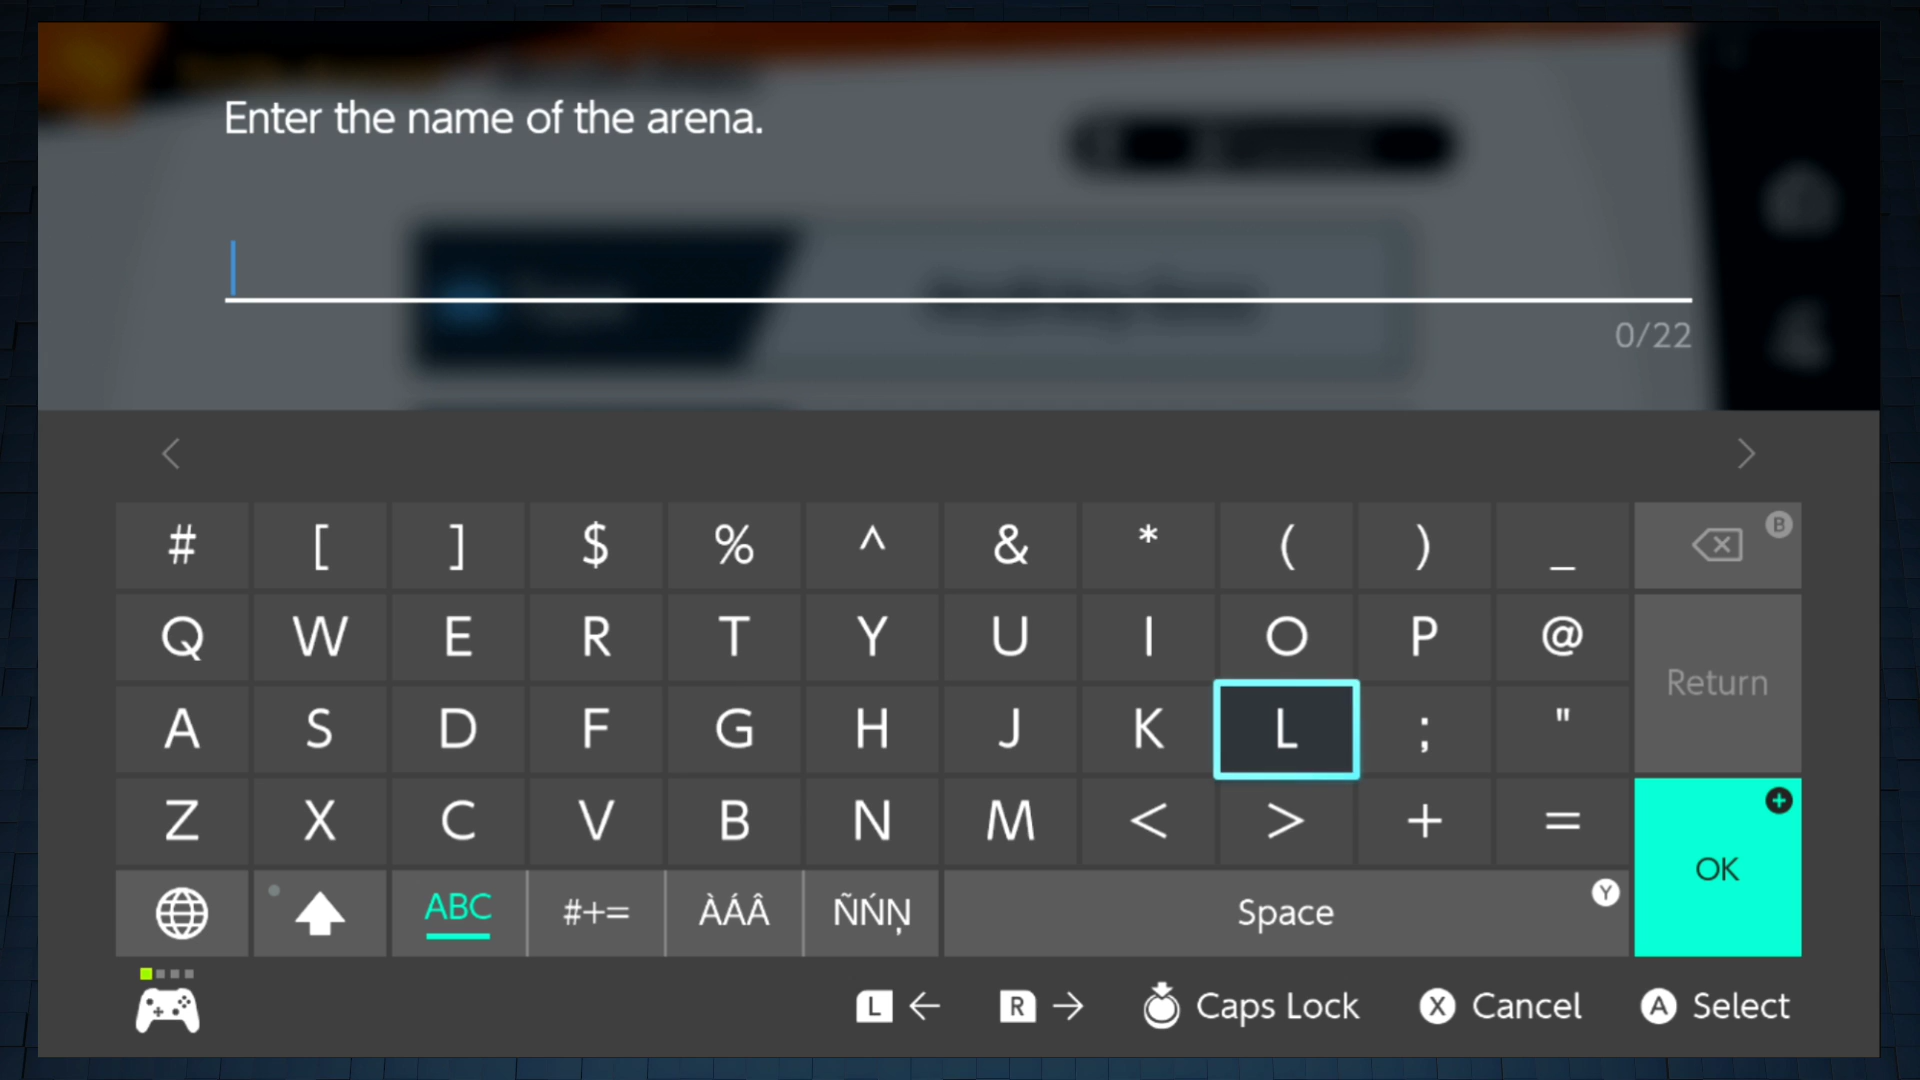 Enter the name of the arena.
0/22
< >
# [ ] $ % ^ & * ( ) _ B
Q W E R T Y U I O P @ Return
A S D F G H J K L ; "
Z X C V B N M < > + = OK
ABC #+= ÀÁÂ ÑŃŅ Space Y
L ← R → Caps Lock X Cancel A Select